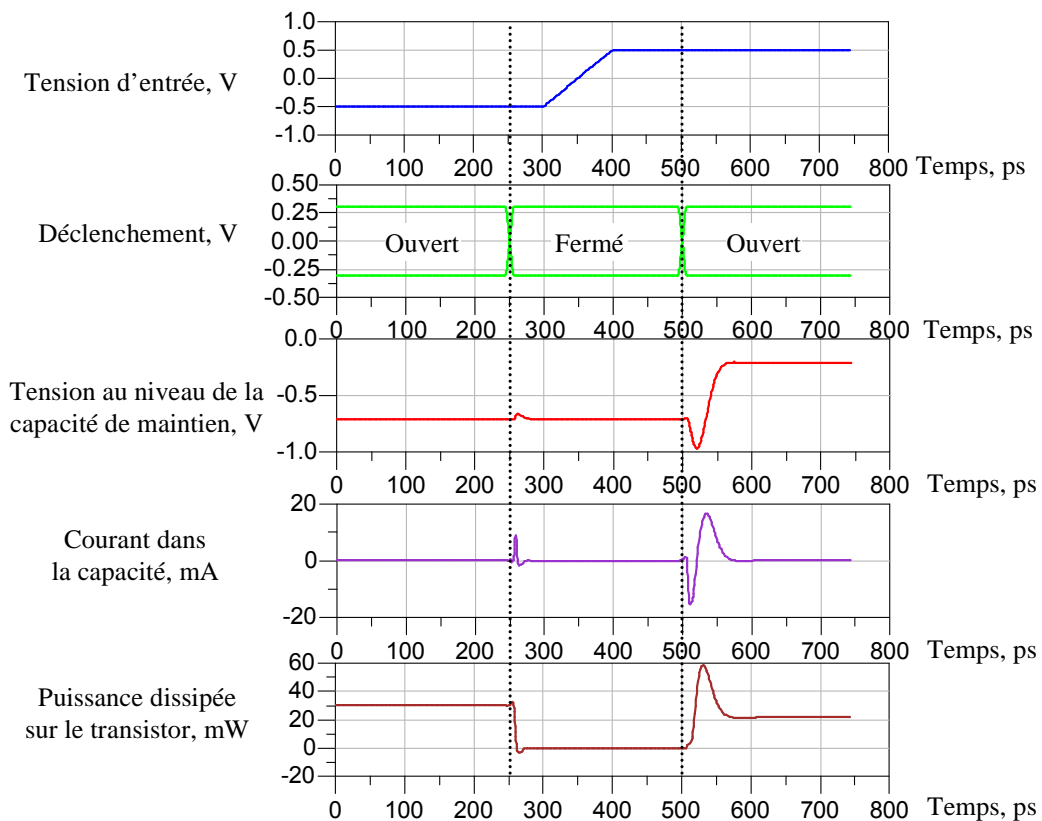 1.0
0.5
Tension d’entrée, V
0.0
-0.5
-1.0
0 100 200 300 400 500 600 700 800 Temps, ps
0.50
0.25
Déclenchement, V
0.00
Ouvert Fermé Ouvert
-0.25
-0.50
0 100 200 300 400 500 600 700 800 Temps, ps
0.0
Tension au niveau de la
capacité de maintien, V
-0.5
-1.0
0 100 200 300 400 500 600 700 800 Temps, ps
20
Courant dans
la capacité, mA
0
-20
0 100 200 300 400 500 600 700 800 Temps, ps
60
40
Puissance dissipée
sur le transistor, mW
20
0
-20
0 100 200 300 400 500 600 700 800 Temps, ps